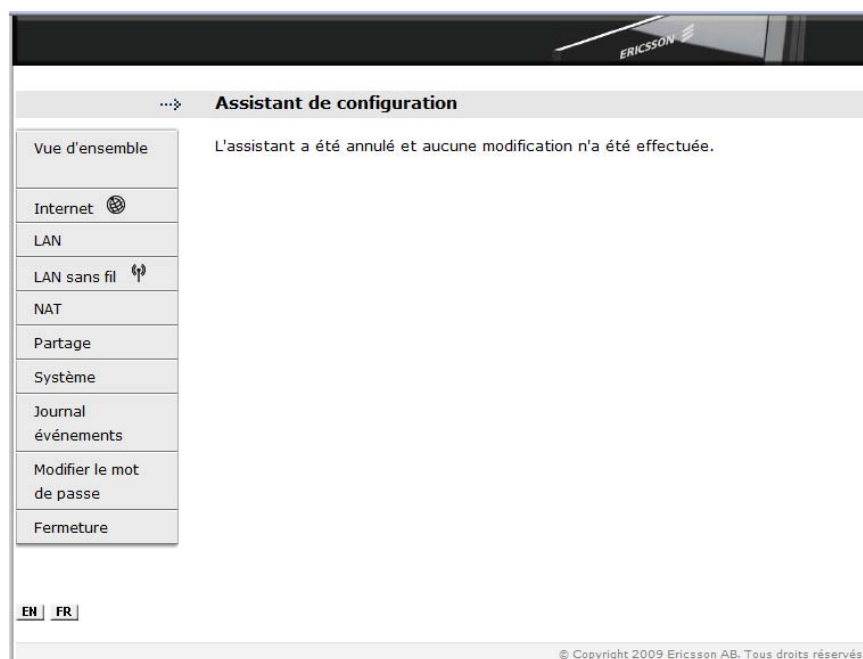 ERICSSON
Assistant de configuration
Vue d'ensemble
L'assistant a été annulé et aucune modification n'a été effectuée.
Internet
LAN
LAN sans fil
NAT
Partage
Système
Journal
événements
Modifier le mot
de passe
Fermeture
EN FR
© Copyright 2009 Ericsson AB. Tous droits réservés